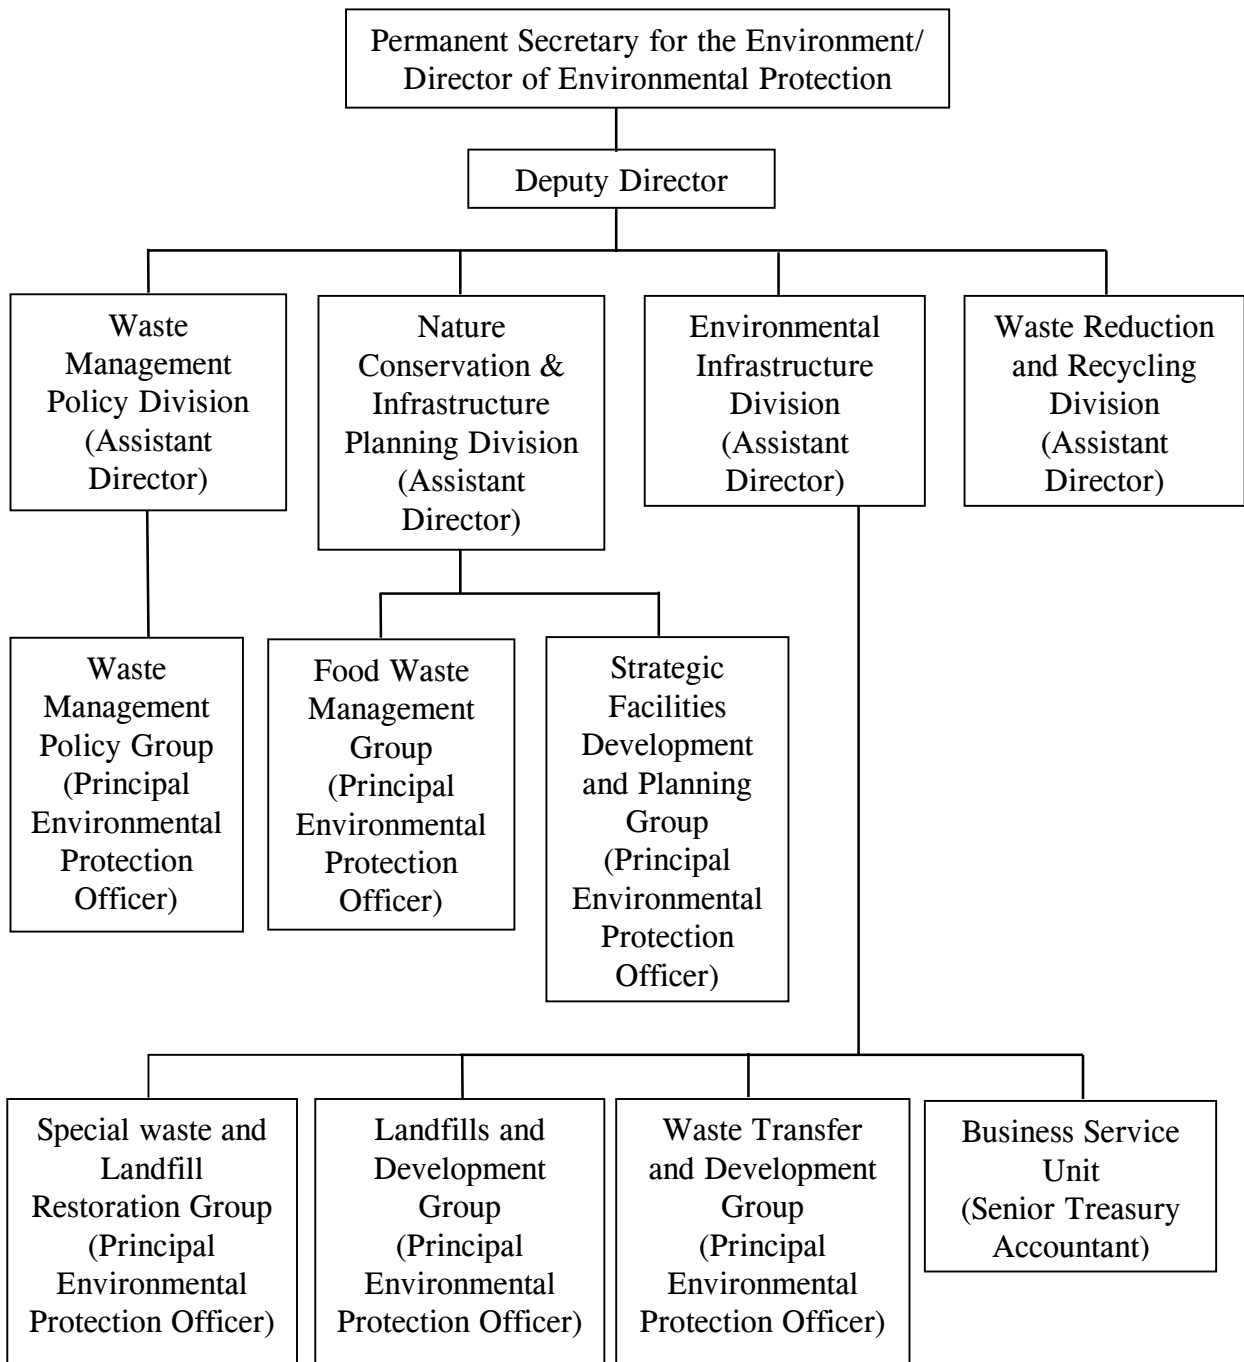 Permanent Secretary for the Environment/
Director of Environmental Protection
Deputy Director
Waste
Management
Policy Division
(Assistant
Director)
Nature
Conservation &
Infrastructure
Planning Division
(Assistant
Director)
Environmental
Infrastructure
Division
(Assistant
Director)
Waste Reduction
and Recycling
Division
(Assistant
Director)
Waste
Management
Policy Group
(Principal
Environmental
Protection
Officer)
Food Waste
Management
Group
(Principal
Environmental
Protection
Officer)
Strategic
Facilities
Development
and Planning
Group
(Principal
Environmental
Protection
Officer)
Special waste and
Landfill
Restoration Group
(Principal
Environmental
Protection Officer)
Landfills and
Development
Group
(Principal
Environmental
Protection Officer)
Waste Transfer
and Development
Group
(Principal
Environmental
Protection Officer)
Business Service
Unit
(Senior Treasury
Accountant)